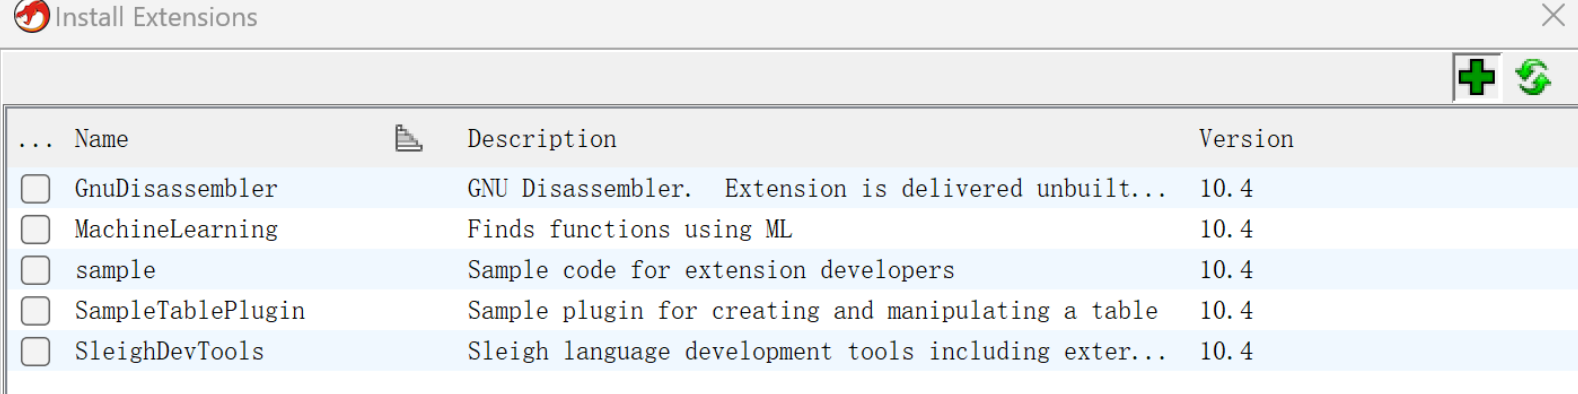 Install Extensions
... Name Description Version
GnuDisassembler GNU Disassembler.  Extension is delivered unbuilt... 10.4
MachineLearning Finds functions using ML 10.4
sample Sample code for extension developers 10.4
SampleTablePlugin Sample plugin for creating and manipulating a table 10.4
SleighDevTools Sleigh language development tools including exter... 10.4